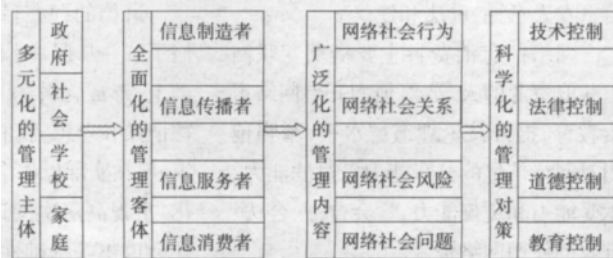 多元化的管理主体
政府
社会
学校
家庭
全面化的管理客体
信息制造者
信息传播者
信息服务者
信息消费者
广泛化的管理内容
网络社会行为
网络社会关系
网络社会风险
网络社会问题
科学化的管理对策
技术控制
法律控制
道德控制
教育控制